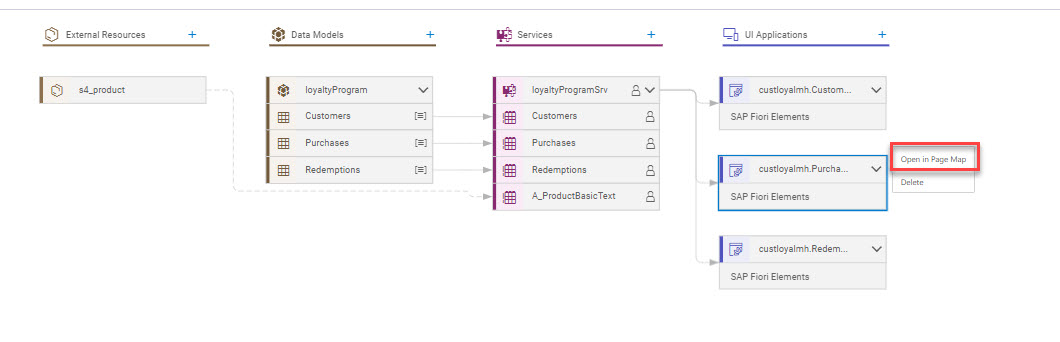 External Resources +
Data Models +
Services +
UI Applications +
s4_product
loyaltyProgram
Customers
Purchases
Redemptions
loyaltyProgramSrv
Customers
Purchases
Redemptions
A_ProductBasicText
custloyalmh.Custom...
SAP Fiori Elements
custloyalmh.Purcha...
SAP Fiori Elements
Open in Page Map
Delete
custloyalmh.Redem...
SAP Fiori Elements